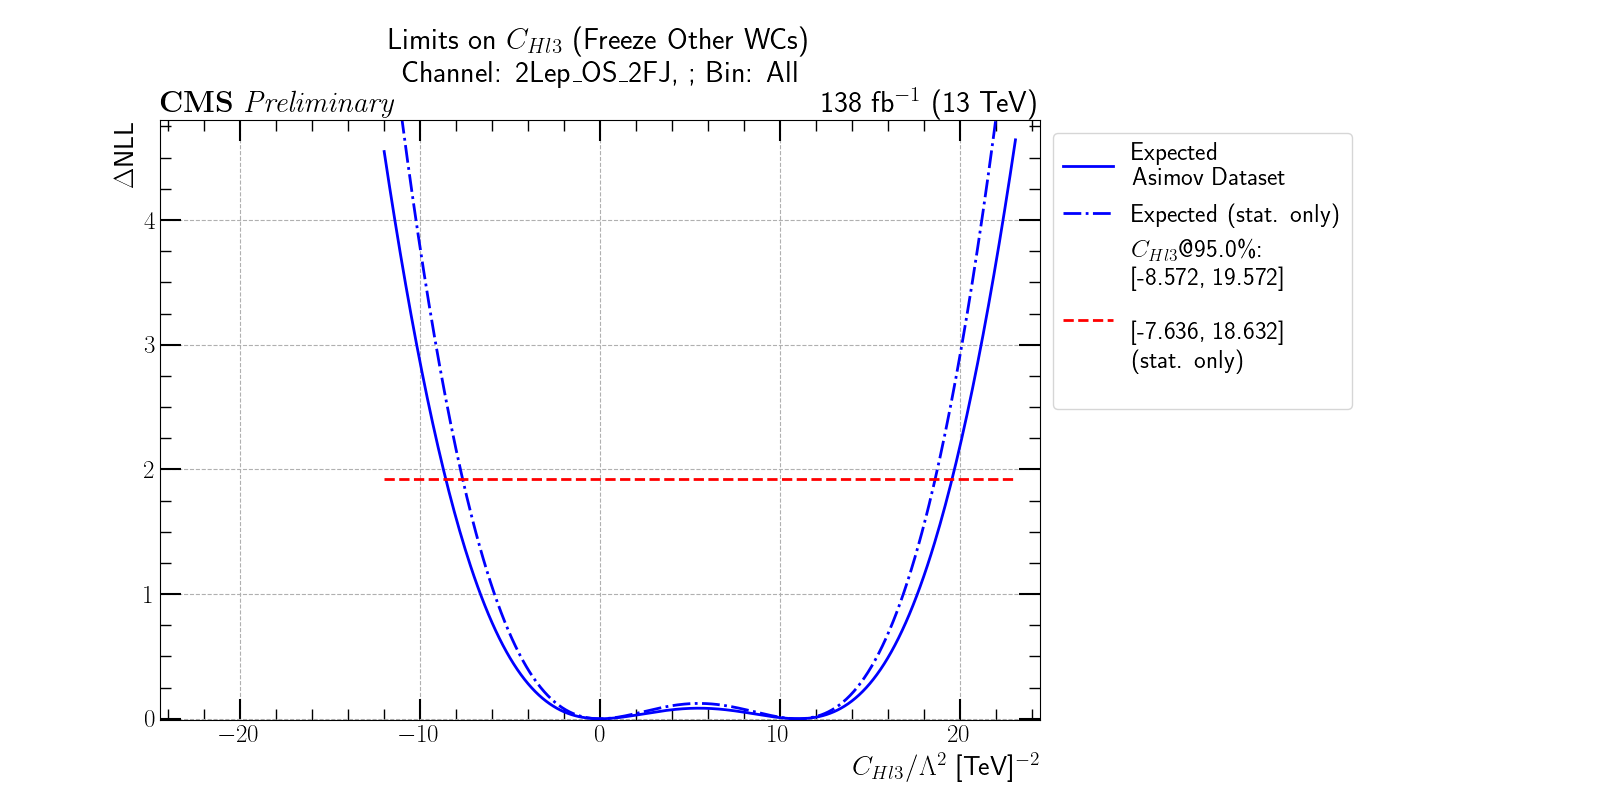 Limits on C_{Hl3} (Freeze Other WCs)
Channel: 2Lep_OS_2FJ, ; Bin: All
CMS Preliminary 138 fb⁻¹ (13 TeV)
ΔNLL
4
3
2
1
0
−20 −10 0 10 20
C_{Hl3}/Λ² [TeV]⁻²
Expected
Asimov Dataset
Expected (stat. only)
C_{Hl3}@95.0%:
[-8.572, 19.572]
[-7.636, 18.632]
(stat. only)